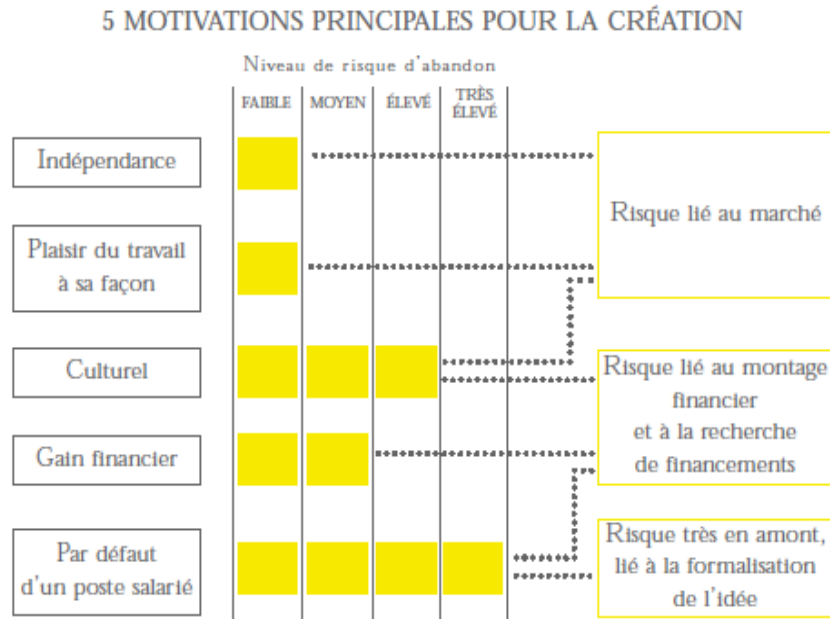 5 MOTIVATIONS PRINCIPALES POUR LA CRÉATION
Niveau de risque d'abandon
FAIBLE
MOYEN
ÉLEVÉ
TRÈS
ÉLEVÉ
Indépendance
Risque lié au marché
Plaisir du travail
à sa façon
Culturel
Risque lié au montage
financier
et à la recherche
de financements
Gain financier
Par défaut
d'un poste salarié
Risque très en amont,
lié à la formalisation
de l'idée